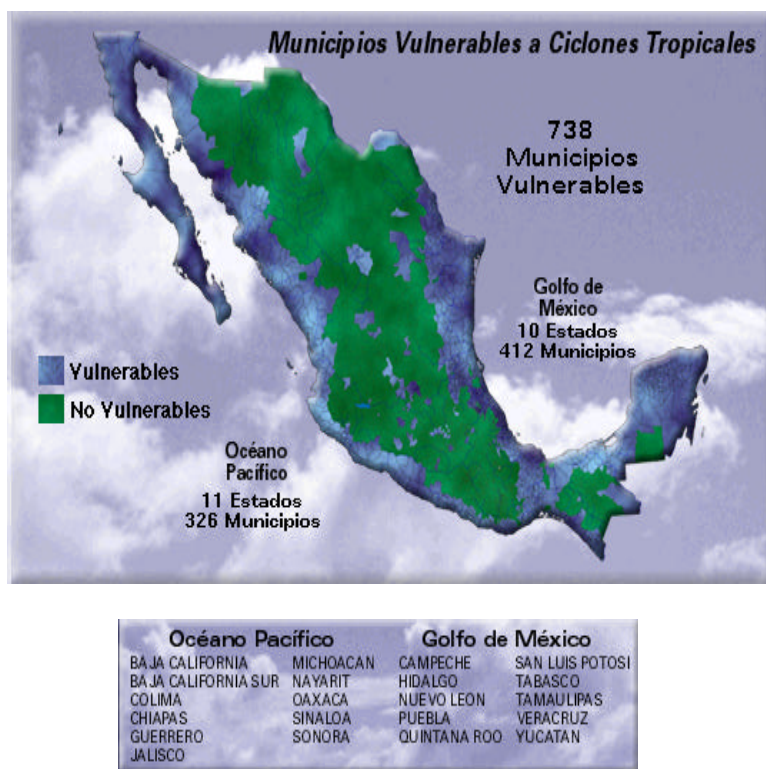 Municipios Vulnerables a Ciclones Tropicales
738
Municipios
Vulnerables
Golfo de
México
10 Estados
412 Municipios
Vulnerables
No Vulnerables
Océano
Pacífico
11 Estados
326 Municipios
Océano Pacífico Golfo de México
BAJA CALIFORNIA MICHOACAN CAMPECHE SAN LUIS POTOSI
BAJA CALIFORNIA SUR NAYARIT HIDALGO TABASCO
COLIMA OAXACA NUEVO LEON TAMAULIPAS
CHIAPAS SINALOA PUEBLA VERACRUZ
GUERRERO SONORA QUINTANA ROO YUCATAN
JALISCO